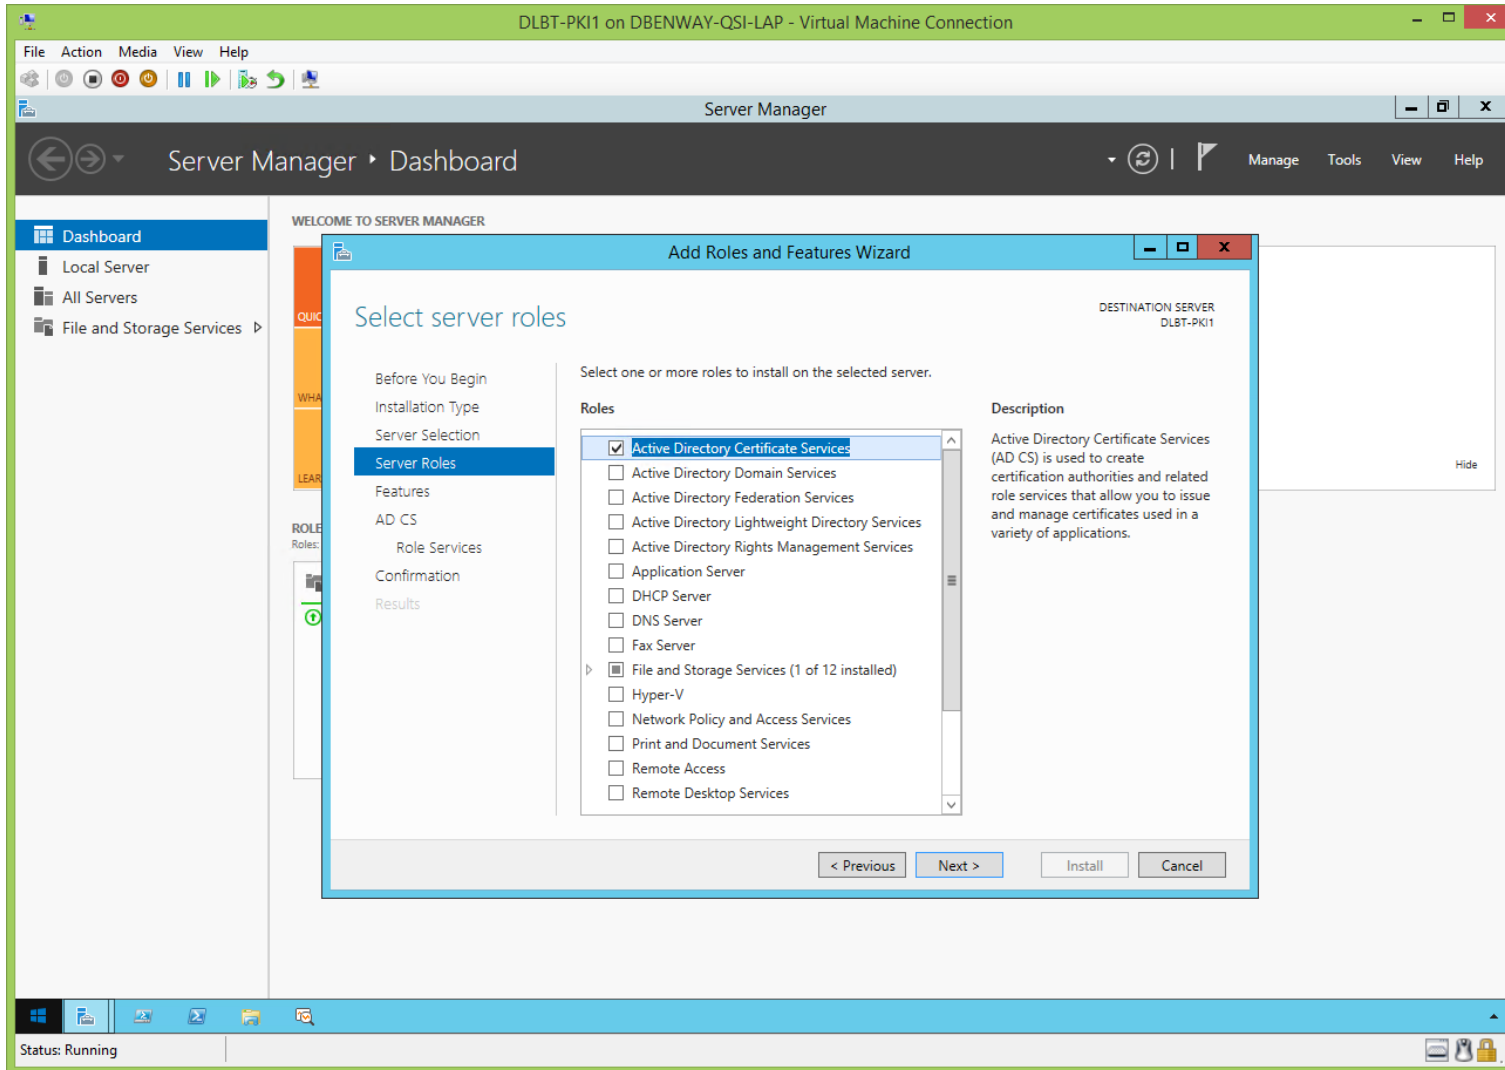 DLBT-PKI1 on DBENWAY-QSI-LAP - Virtual Machine Connection
File Action Media View Help
Server Manager
Server Manager • Dashboard
Manage Tools View Help
Dashboard
Local Server
All Servers
File and Storage Services
WELCOME TO SERVER MANAGER
QUIC
WHA
LEAR
Hide
ROLE
Roles:
Add Roles and Features Wizard
Select server roles
DESTINATION SERVER
DLBT-PKI1
Before You Begin
Installation Type
Server Selection
Server Roles
Features
AD CS
Role Services
Confirmation
Results
Select one or more roles to install on the selected server.
Roles
Active Directory Certificate Services
Active Directory Domain Services
Active Directory Federation Services
Active Directory Lightweight Directory Services
Active Directory Rights Management Services
Application Server
DHCP Server
DNS Server
Fax Server
File and Storage Services (1 of 12 installed)
Hyper-V
Network Policy and Access Services
Print and Document Services
Remote Access
Remote Desktop Services
Description
Active Directory Certificate Services
(AD CS) is used to create
certification authorities and related
role services that allow you to issue
and manage certificates used in a
variety of applications.
< Previous Next > Install Cancel
Status: Running